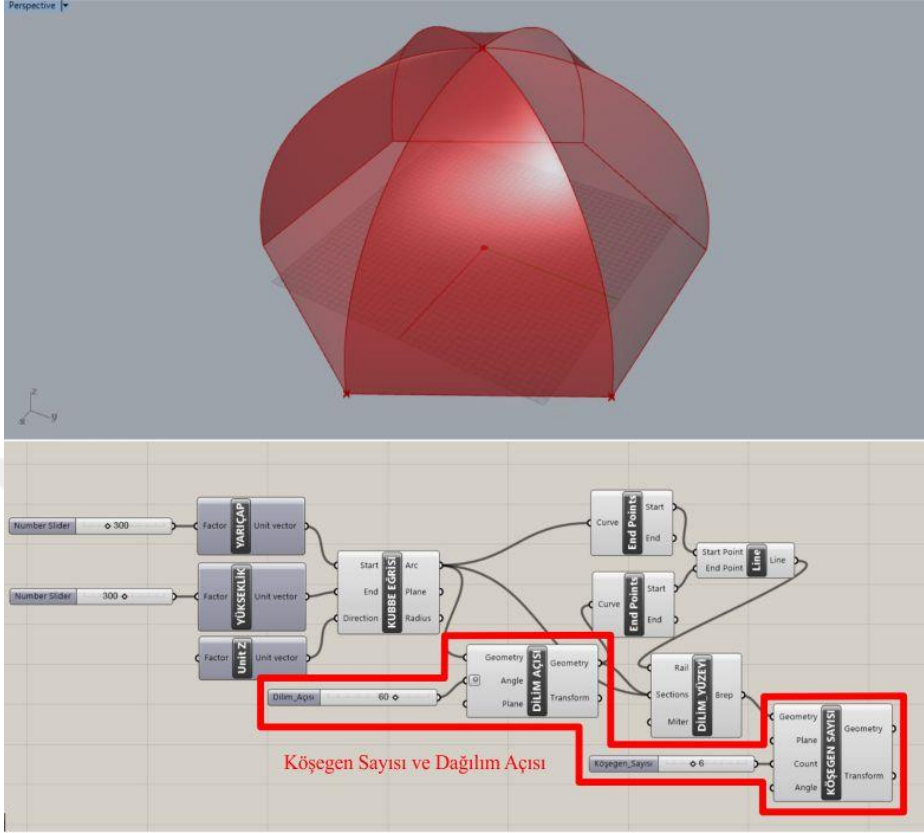 Perspective
z
x
y
Number Slider
300
Factor
YARIÇAP
Unit vector
Number Slider
300
Factor
YÜKSEKLİK
Unit vector
Factor
Unit Z
Unit vector
Start
End
Direction
KUBBE EĞRİSİ
Arc
Plane
Radius
Curve
End Points
Start
End
Curve
End Points
Start
End
Start Point
End Point
Line
Line
Dilim_Açısı
60
Geometry
Angle
Plane
DİLİM AÇISI
Geometry
Transform
Rail
Sections
Miter
DİLİM_YÜZEYİ
Brep
Köşegen_Sayısı
6
Geometry
Plane
Count
Angle
KÖŞEGEN SAYISI
Geometry
Transform
Köşegen Sayısı ve Dağılım Açısı